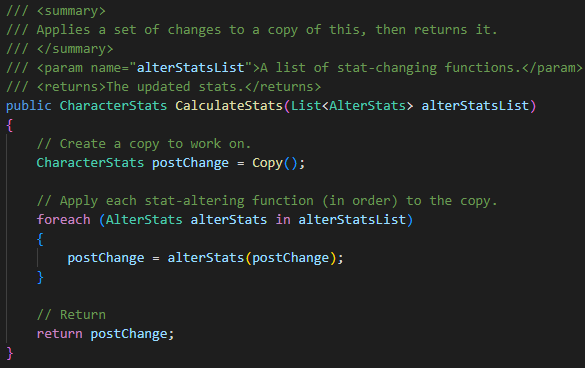 /// <summary>
/// Applies a set of changes to a copy of this, then returns it.
/// </summary>
/// <param name="alterStatsList">A list of stat-changing functions.</param>
/// <returns>The updated stats.</returns>
public CharacterStats CalculateStats(List<AlterStats> alterStatsList)
{
    // Create a copy to work on.
    CharacterStats postChange = Copy();

    // Apply each stat-altering function (in order) to the copy.
    foreach (AlterStats alterStats in alterStatsList)
    {
        postChange = alterStats(postChange);
    }

    // Return
    return postChange;
}